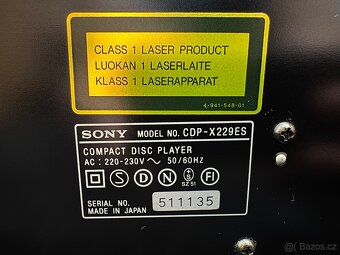 CLASS 1 LASER PRODUCT
LUOKAN 1 LASERLAITE
KLASS 1 LASERAPPARAT
4-941-548-01
SONY MODEL NO. CDP-X229ES
COMPACT DISC PLAYER
AC : 220-230V ~ 50/60HZ
S D N S FI
SZ 51
SERIAL NO. 511135
MADE IN JAPAN
Bazos.cz